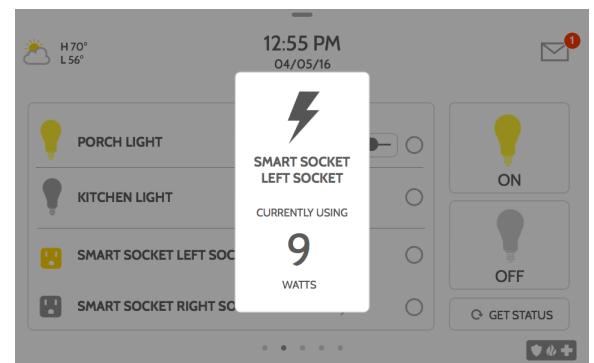 H 70°
L 56°
12:55 PM
04/05/16
1
PORCH LIGHT
KITCHEN LIGHT
SMART SOCKET LEFT SOC
SMART SOCKET RIGHT SO
SMART SOCKET
LEFT SOCKET
CURRENTLY USING
9
WATTS
ON
OFF
GET STATUS